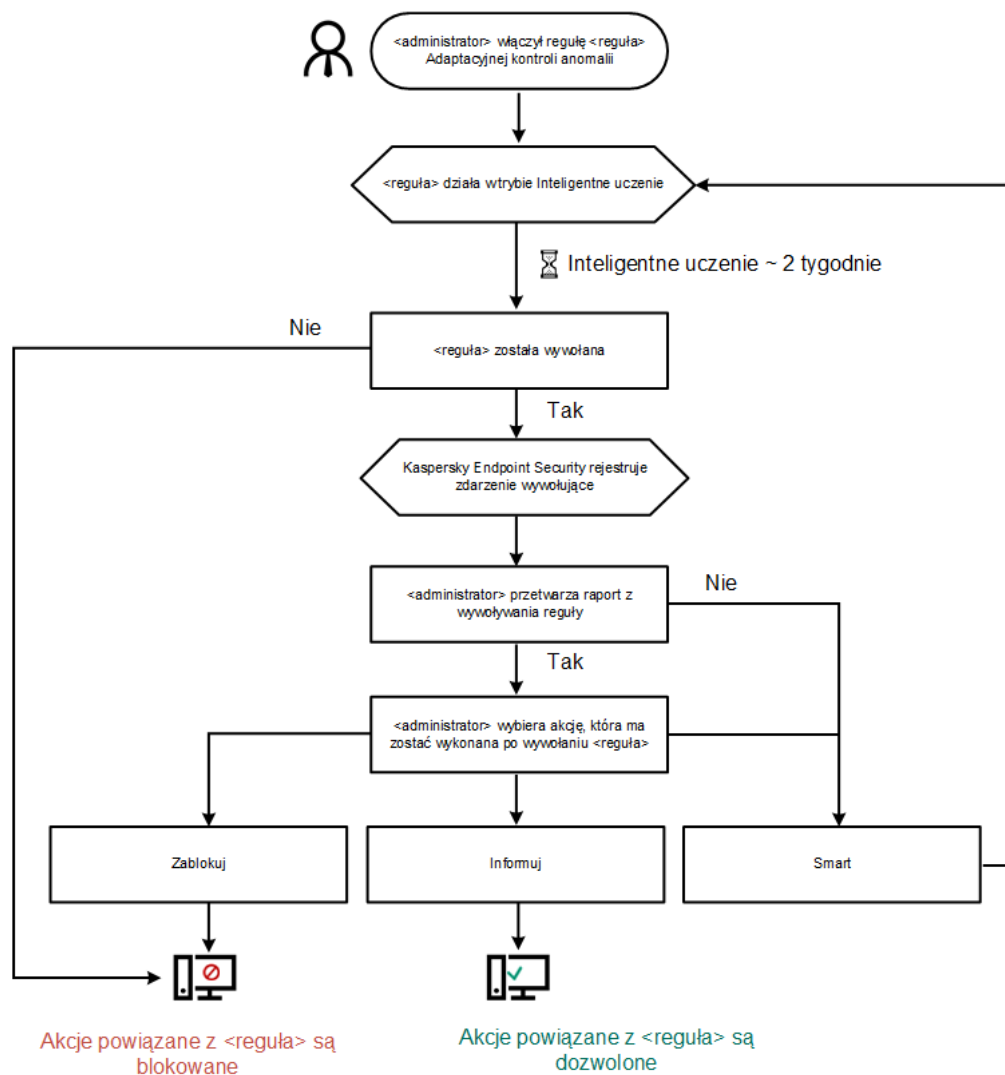 <administrator> włączył regułę <reguła>
Adaptacyjnej kontroli anomalii
<reguła> działa wtrybie Inteligentne uczenie
Inteligentne uczenie ~ 2 tygodnie
Nie
<reguła> została wywołana
Tak
Kaspersky Endpoint Security rejestruje
zdarzenie wywołujące
<administrator> przetwarza raport z
wywoływania reguły
Nie
Tak
<administrator> wybiera akcję, która ma
zostać wykonana po wywołaniu <reguła>
Zablokuj
Informuj
Smart
Akcje powiązane z <reguła> są
blokowane
Akcje powiązane z <reguła> są
dozwolone